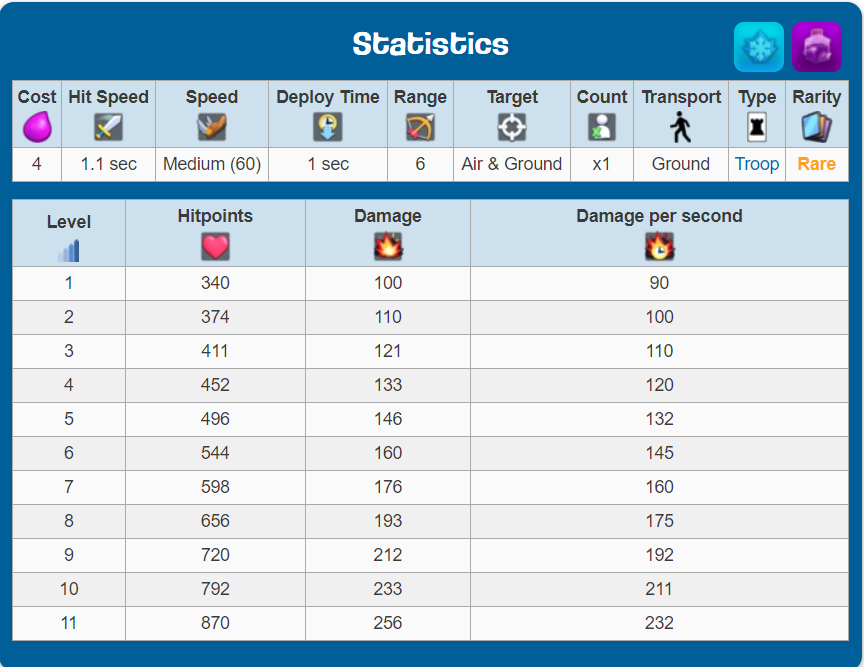 Statistics
Cost Hit Speed Speed Deploy Time Range Target Count Transport Type Rarity
4 1.1 sec Medium (60) 1 sec 6 Air & Ground x1 Ground Troop Rare
Level Hitpoints Damage Damage per second
1 340 100 90
2 374 110 100
3 411 121 110
4 452 133 120
5 496 146 132
6 544 160 145
7 598 176 160
8 656 193 175
9 720 212 192
10 792 233 211
11 870 256 232